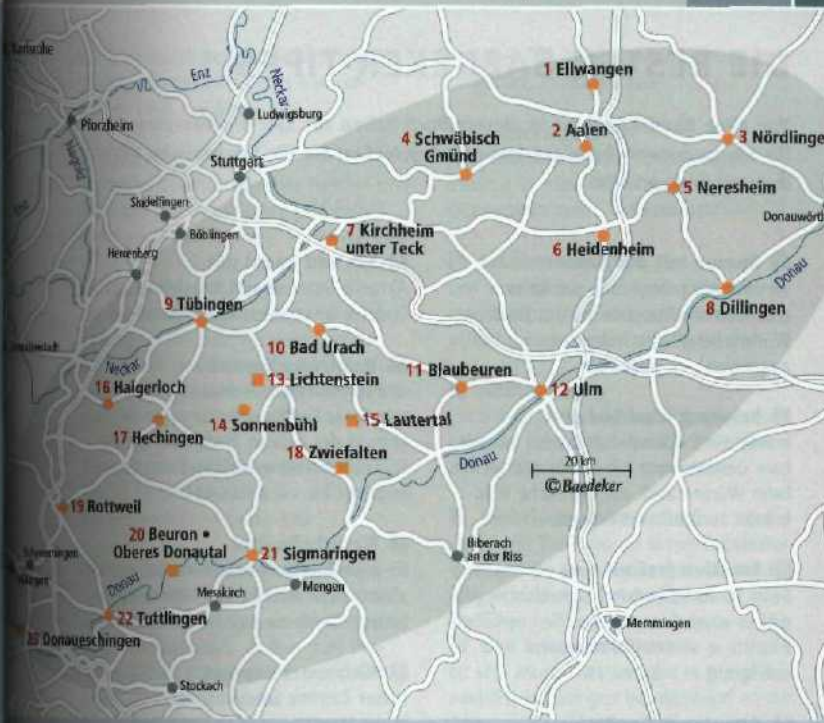 Karlsruhe
Enz
Neckar
Ludwigsburg
Pforzheim
Stuttgart
Sindelfingen
Böblingen
Herrenberg
1 Ellwangen
2 Aalen
3 Nördlinge
4 Schwäbisch
Gmünd
5 Neresheim
Donauwörth
6 Heidenheim
7 Kirchheim
unter Teck
Donau
8 Dillingen
9 Tübingen
Neckar
10 Bad Urach
11 Blaubeuren
12 Ulm
13 Lichtenstein
14 Sonnenbühl
15 Lautertal
16 Haigerloch
17 Hechingen
18 Zwiefalten
Donau
20 km
©Baedeker
19 Rottweil
20 Beuron •
Oberes Donautal
21 Sigmaringen
Biberach
an der Riss
Donau
Messkirch
Mengen
22 Tuttlingen
Memmingen
23 Donaueschingen
Stockach